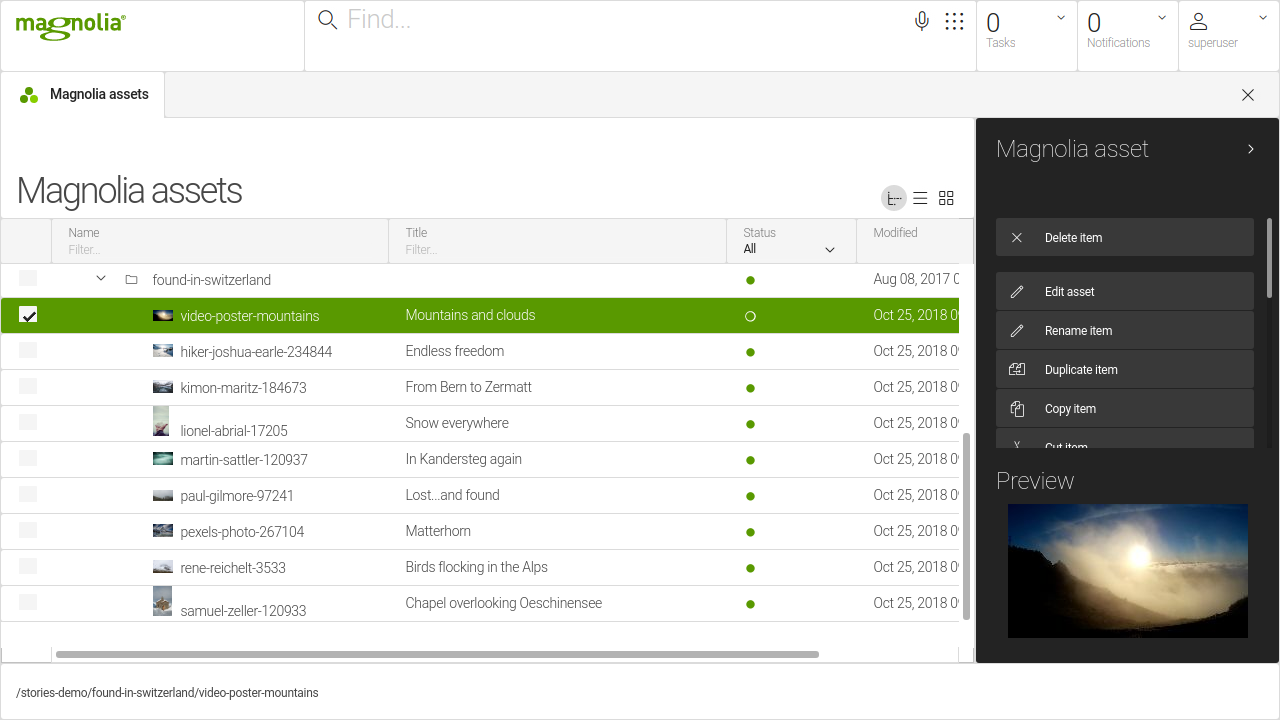 magnolia®
Find...
0
Tasks
0
Notifications
superuser
Magnolia assets
Magnolia assets
Name
Filter...
Title
Filter...
Status
All
Modified
found-in-switzerland
Aug 08, 2017 0
video-poster-mountains
Mountains and clouds
Oct 25, 2018 0
hiker-joshua-earle-234844
Endless freedom
Oct 25, 2018 0
kimon-maritz-184673
From Bern to Zermatt
Oct 25, 2018 0
lionel-abrial-17205
Snow everywhere
Oct 25, 2018 0
martin-sattler-120937
In Kandersteg again
Oct 25, 2018 0
paul-gilmore-97241
Lost...and found
Oct 25, 2018 0
pexels-photo-267104
Matterhorn
Oct 25, 2018 0
rene-reichelt-3533
Birds flocking in the Alps
Oct 25, 2018 0
samuel-zeller-120933
Chapel overlooking Oeschinensee
Oct 25, 2018 0
Magnolia asset
Delete item
Edit asset
Rename item
Duplicate item
Copy item
Cut item
Preview
/stories-demo/found-in-switzerland/video-poster-mountains